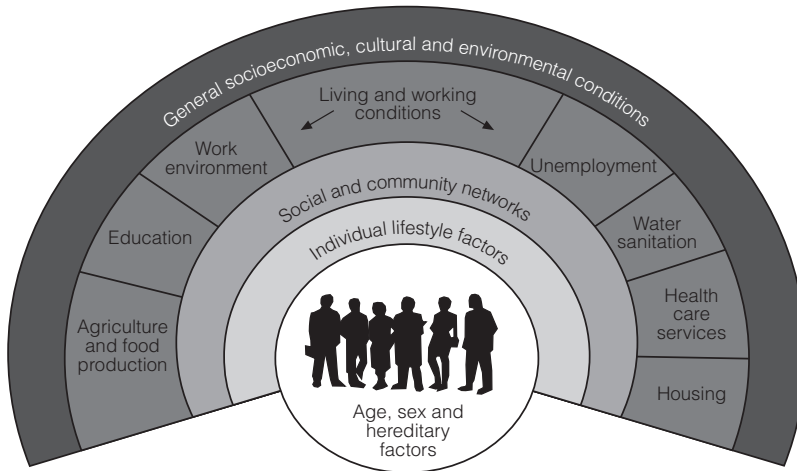 General socioeconomic, cultural and environmental conditions
Living and working
conditions
Work
environment
Unemployment
Education
Water
sanitation
Agriculture
and food
production
Health
care
services
Housing
Social and community networks
Individual lifestyle factors
Age, sex and
hereditary
factors